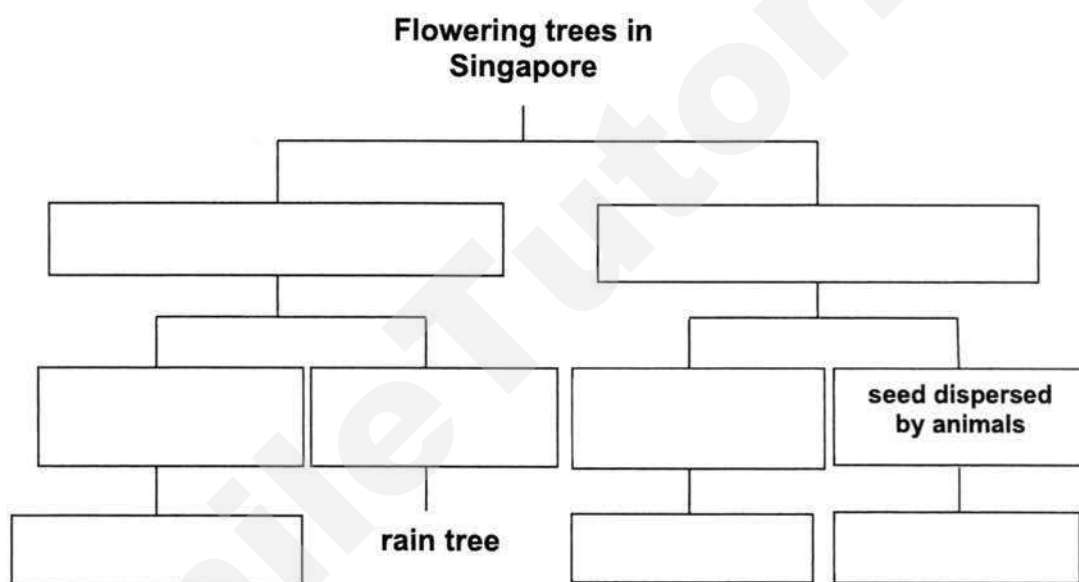 Flowering trees in
Singapore
seed dispersed
by animals
rain tree